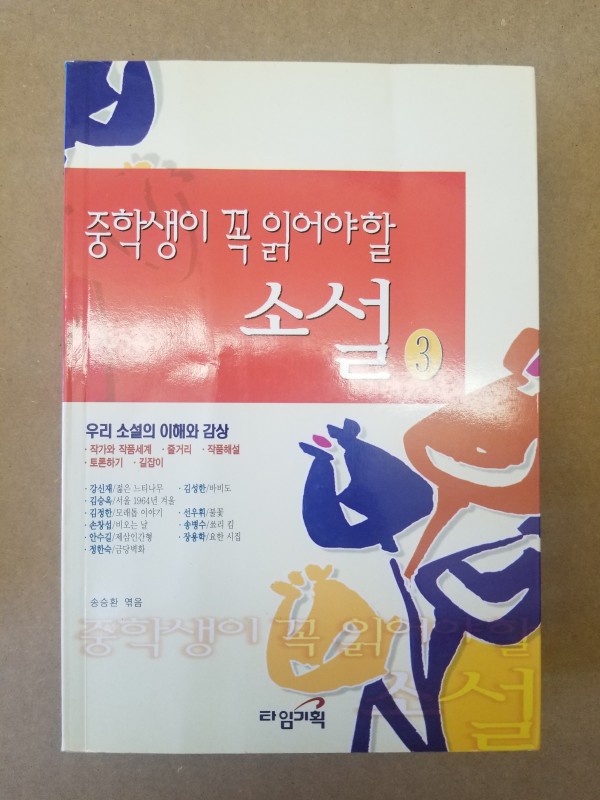 중학생이 꼭 읽어야할
소설 3
우리 소설의 이해와 감상
· 작가와 작품세계 · 줄거리 · 작품해설
· 토론하기 · 길잡이
· 강신재/젊은 느티나무 · 김성한/바비도
· 김승옥/서울 1964년 겨울
· 김정한/모래톱 이야기 · 선우휘/불꽃
· 손창섭/비오는 날 · 송병수/쑈리 킴
· 안수길/제삼인간형 · 장용학/요한 시집
· 정한숙/금당벽화
송승환 엮음
중학생이 꼭 읽어야할
소설
타임기획